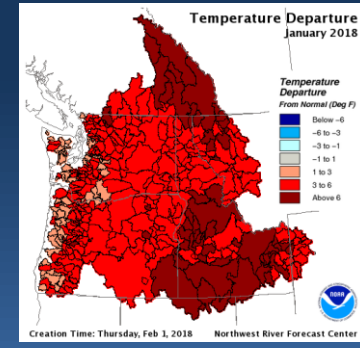 Temperature Departure
January 2018
Temperature
Departure
From Normal (Deg F)
Below -6
-6 to -3
-3 to -1
-1 to 1
1 to 3
3 to 6
Above 6
NOAA
Creation Time: Thursday, Feb 1, 2018 Northwest River Forecast Center